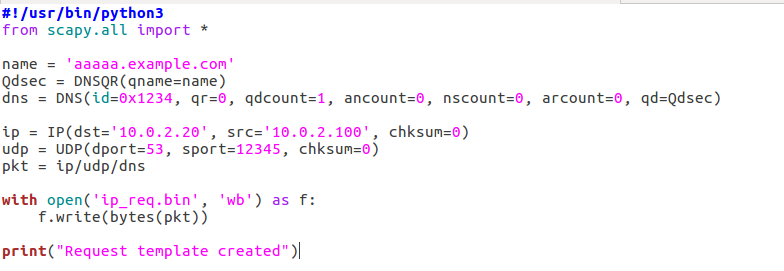 #!/usr/bin/python3
from scapy.all import *
name = 'aaaaa.example.com'
Qdsec = DNSQR(qname=name)
dns = DNS(id=0x1234, qr=0, qdcount=1, ancount=0, nscount=0, arcount=0, qd=Qdsec)
ip = IP(dst='10.0.2.20', src='10.0.2.100', chksum=0)
udp = UDP(dport=53, sport=12345, chksum=0)
pkt = ip/udp/dns
with open('ip_req.bin', 'wb') as f:
    f.write(bytes(pkt))
print("Request template created")